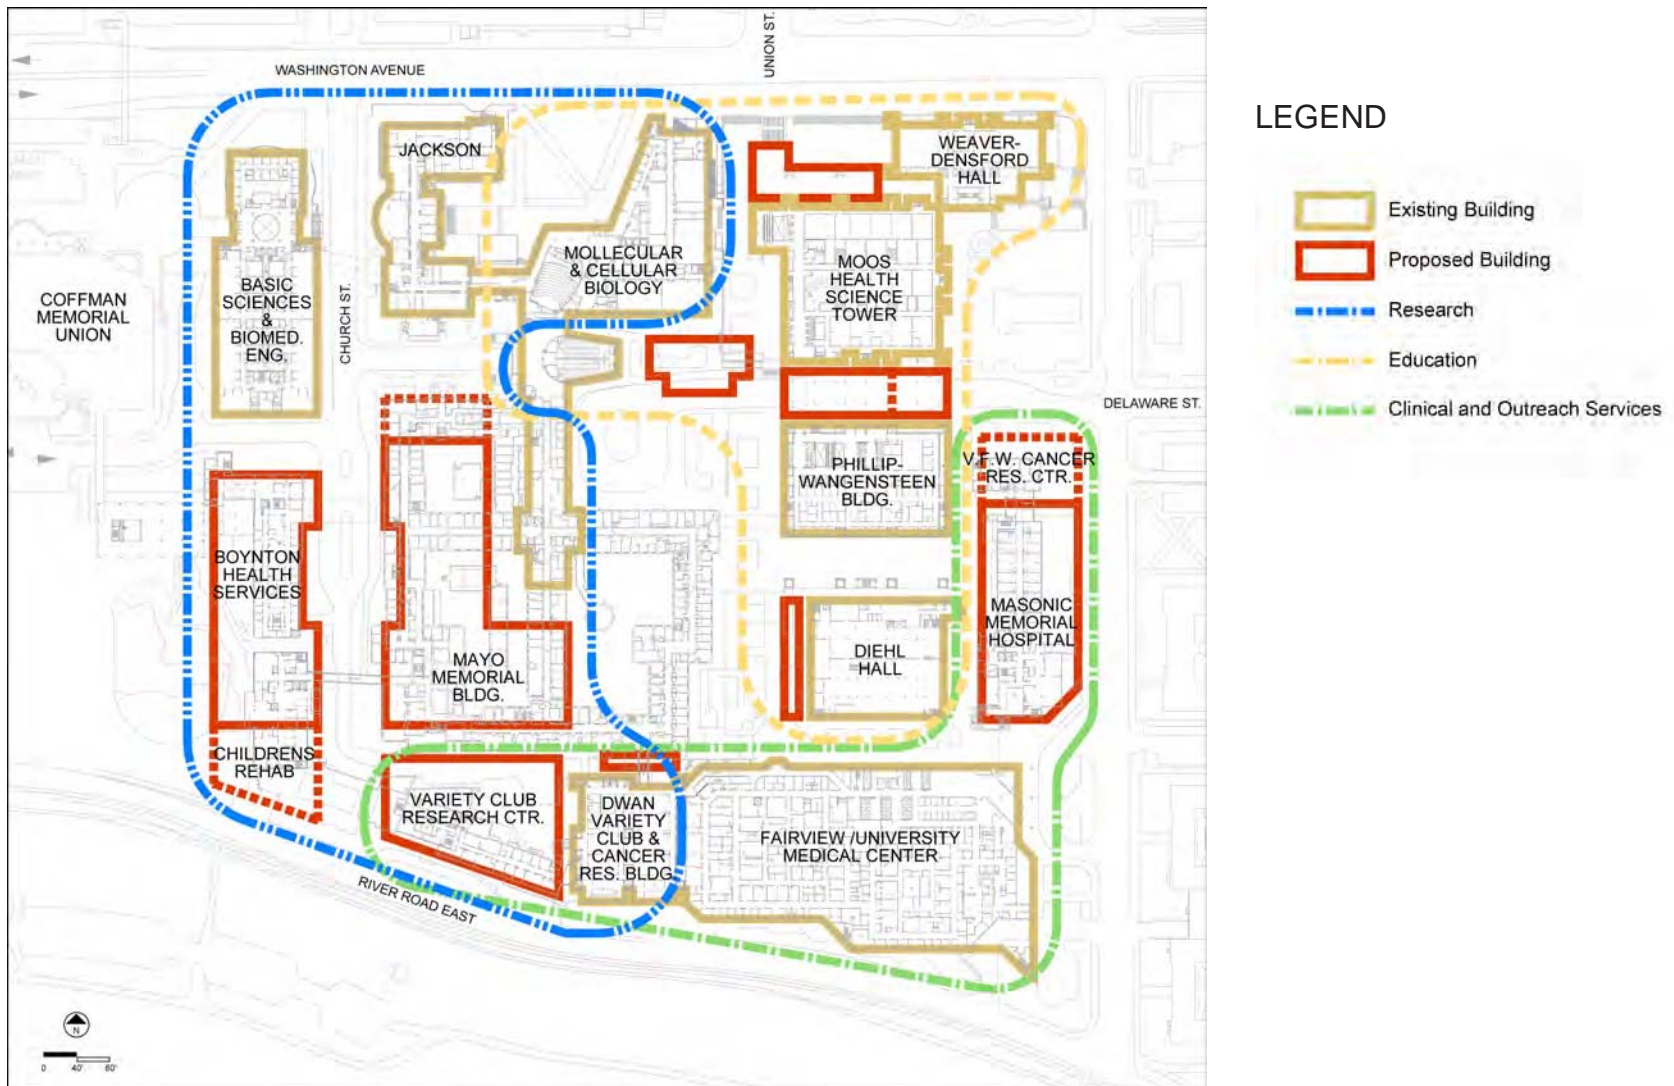 UNION ST.
WASHINGTON AVENUE
JACKSON
WEAVER-
DENSFORD
HALL
MOLLECULAR
& CELLULAR
BIOLOGY
MOOS
HEALTH
SCIENCE
TOWER
BASIC
SCIENCES
&
BIOMED.
ENG.
COFFMAN
MEMORIAL
UNION
CHURCH ST.
DELAWARE ST.
PHILLIP-
WANGENSTEEN
BLDG.
V.F.W. CANCER
RES. CTR.
BOYNTON
HEALTH
SERVICES
MASONIC
MEMORIAL
HOSPITAL
MAYO
MEMORIAL
BLDG.
DIEHL
HALL
CHILDRENS
REHAB
VARIETY CLUB
RESEARCH CTR.
DWAN
VARIETY
CLUB &
CANCER
RES. BLDG
FAIRVIEW /UNIVERSITY
MEDICAL CENTER
RIVER ROAD EAST
N
0 40' 80'
LEGEND
Existing Building
Proposed Building
Research
Education
Clinical and Outreach Services